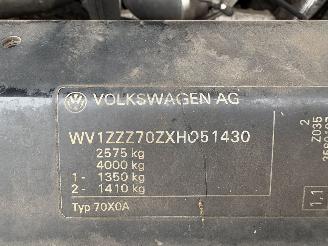 VOLKSWAGEN AG
WV1ZZZ70ZXH051430
2575 kg
4000 kg
1- 1350 kg
2- 1410 kg
Typ 70X0A
2
Z035
1.1